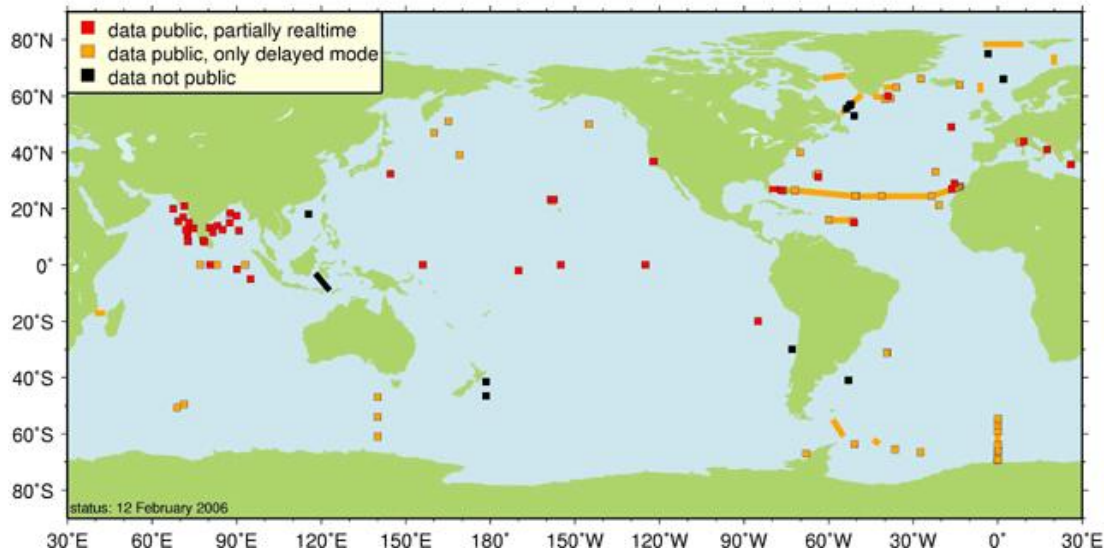 data public, partially realtime
data public, only delayed mode
data not public
80°N
60°N
40°N
20°N
0°
20°S
40°S
60°S
80°S
status: 12 February 2006
30°E 60°E 90°E 120°E 150°E 180° 150°W 120°W 90°W 60°W 30°W 0°E 30°E